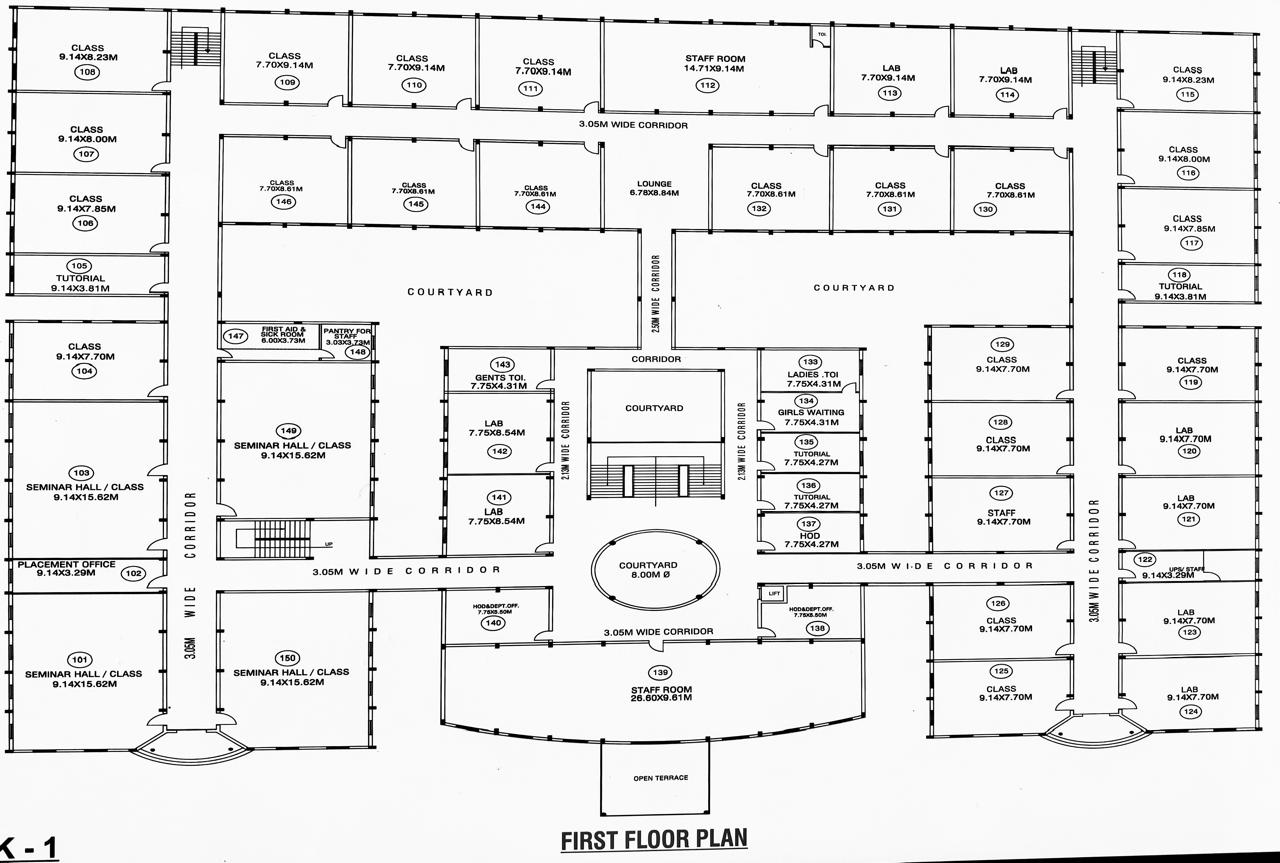 CLASS
9.14X8.23M
108
CLASS
7.70X9.14M
109
CLASS
7.70X9.14M
110
CLASS
7.70X9.14M
111
STAFF ROOM
14.71X9.14M
112
TOI.
LAB
7.70X9.14M
113
LAB
7.70X9.14M
114
CLASS
9.14X8.23M
115
3.05M WIDE CORRIDOR
CLASS
9.14X8.00M
107
CLASS
9.14X8.00M
116
CLASS
9.14X7.85M
106
CLASS
7.70X8.61M
146
CLASS
7.70X8.61M
145
CLASS
7.70X8.61M
144
LOUNGE
6.78X8.84M
CLASS
7.70X8.61M
132
CLASS
7.70X8.61M
131
CLASS
7.70X8.61M
130
CLASS
9.14X7.85M
117
105
TUTORIAL
9.14X3.81M
118
TUTORIAL
9.14X3.81M
COURTYARD
2.50M WIDE CORRIDOR
COURTYARD
147
FIRST AID &
SICK ROOM
6.00X3.73M
PANTRY FOR
STAFF
3.03X3.73M
148
CLASS
9.14X7.70M
104
143
GENTS TOI.
7.75X4.31M
CORRIDOR
133
LADIES .TOI
7.75X4.31M
129
CLASS
9.14X7.70M
CLASS
9.14X7.70M
119
COURTYARD
2.13M WIDE CORRIDOR
2.13M WIDE CORRIDOR
134
GIRLS WAITING
7.75X4.31M
149
SEMINAR HALL / CLASS
9.14X15.62M
LAB
7.75X8.54M
142
135
TUTORIAL
7.75X4.27M
128
CLASS
9.14X7.70M
LAB
9.14X7.70M
120
103
SEMINAR HALL / CLASS
9.14X15.62M
141
LAB
7.75X8.54M
136
TUTORIAL
7.75X4.27M
127
STAFF
9.14X7.70M
LAB
9.14X7.70M
121
137
HOD
7.75X4.27M
UP
3.05M WIDE CORRIDOR
3.05M WIDE CORRIDOR
PLACEMENT OFFICE
9.14X3.29M
102
3.05M WIDE CORRIDOR
COURTYARD
8.00M Ø
3.05M WIDE CORRIDOR
122
UPS/ STAFF
9.14X3.29M
HOD&DEPT.OFF.
7.75X5.50M
140
LIFT
HOD&DEPT.OFF.
7.75X5.50M
138
126
CLASS
9.14X7.70M
LAB
9.14X7.70M
123
3.05M WIDE CORRIDOR
101
SEMINAR HALL / CLASS
9.14X15.62M
150
SEMINAR HALL / CLASS
9.14X15.62M
139
STAFF ROOM
26.60X9.61M
125
CLASS
9.14X7.70M
LAB
9.14X7.70M
124
OPEN TERRACE
FIRST FLOOR PLAN
K - 1